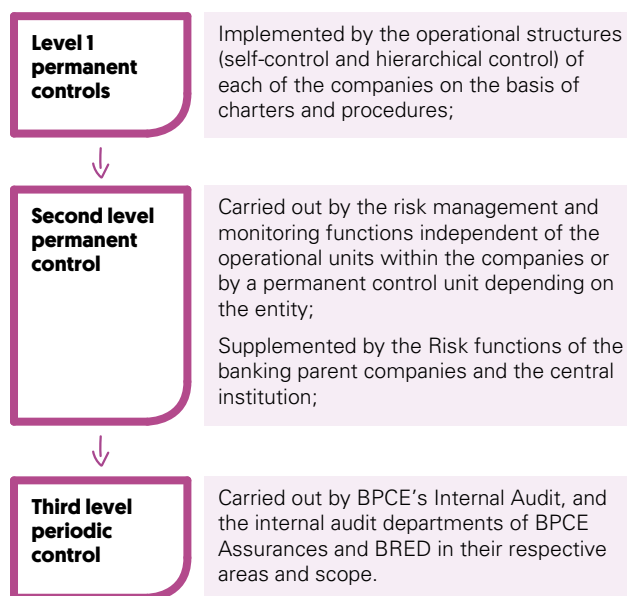 Level 1
permanent
controls
Implemented by the operational structures
(self-control and hierarchical control) of
each of the companies on the basis of
charters and procedures;
Second level
permanent
control
Carried out by the risk management and
monitoring functions independent of the
operational units within the companies or
by a permanent control unit depending on
the entity;
Supplemented by the Risk functions of the
banking parent companies and the central
institution;
Third level
periodic
control
Carried out by BPCE’s Internal Audit, and
the internal audit departments of BPCE
Assurances and BRED in their respective
areas and scope.